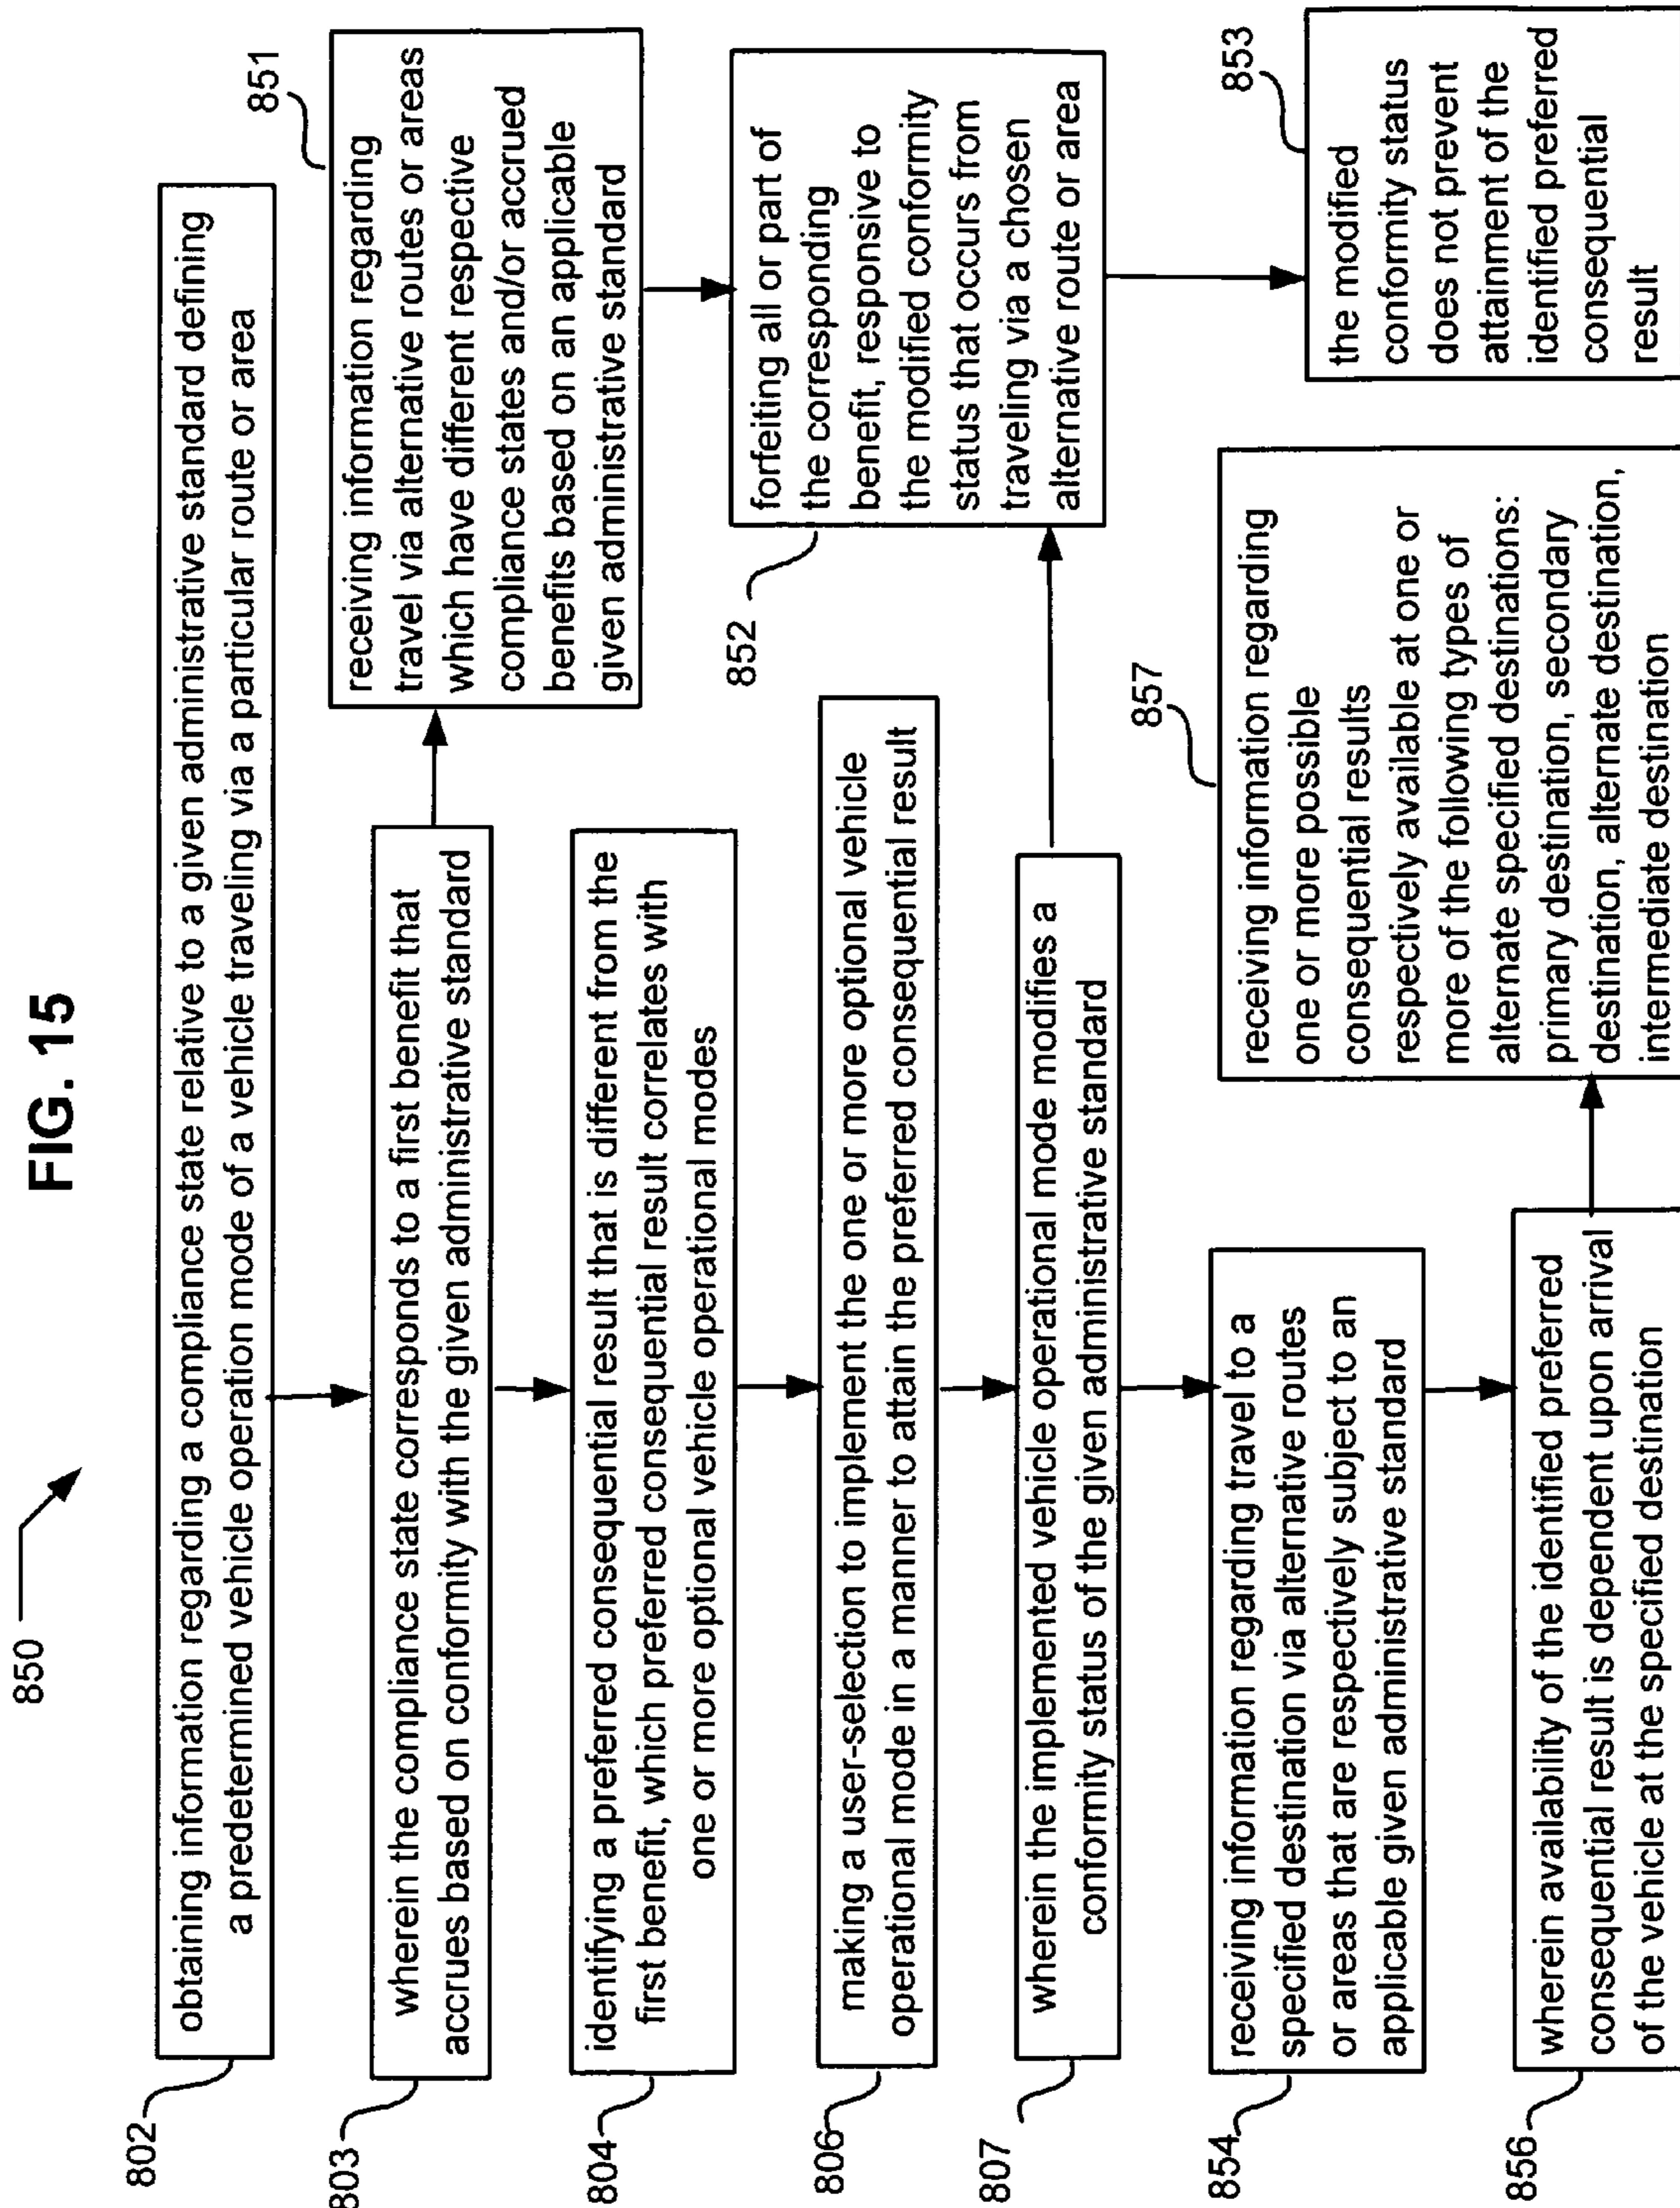 FIG. 15
850
802
obtaining information regarding a compliance state relative to a given administrative standard defining
a predetermined vehicle operation mode of a vehicle traveling via a particular route or area
803
wherein the compliance state corresponds to a first benefit that
accrues based on conformity with the given administrative standard
851
receiving information regarding
travel via alternative routes or areas
which have different respective
compliance states and/or accrued
benefits based on an applicable
given administrative standard
804
identifying a preferred consequential result that is different from the
first benefit, which preferred consequential result correlates with
one or more optional vehicle operational modes
852
forfeiting all or part of
the corresponding
benefit, responsive to
the modified conformity
status that occurs from
traveling via a chosen
alternative route or area
806
making a user-selection to implement the one or more optional vehicle
operational mode in a manner to attain the preferred consequential result
807
wherein the implemented vehicle operational mode modifies a
conformity status of the given administrative standard
853
the modified
conformity status
does not prevent
attainment of the
identified preferred
consequential
result
854
receiving information regarding travel to a
specified destination via alternative routes
or areas that are respectively subject to an
applicable given administrative standard
857
receiving information regarding
one or more possible
consequential results
respectively available at one or
more of the following types of
alternate specified destinations:
primary destination, secondary
destination, alternate destination,
intermediate destination
856
wherein availability of the identified preferred
consequential result is dependent upon arrival
of the vehicle at the specified destination